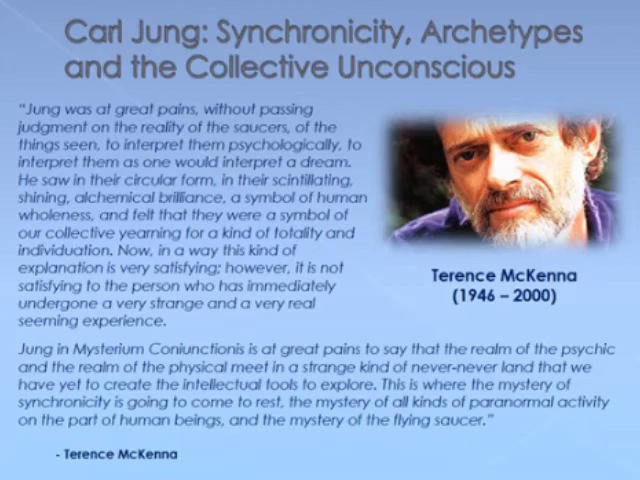 Carl Jung: Synchronicity, Archetypes
and the Collective Unconscious
"Jung was at great pains, without passing
judgment on the reality of the saucers, of the
things seen, to interpret them psychologically, to
interpret them as one would interpret a dream.
He saw in their circular form, in their scintillating,
shining, alchemical brilliance, a symbol of human
wholeness, and felt that they were a symbol of
our collective yearning for a kind of totality and
individuation. Now, in a way this kind of
explanation is very satisfying; however, it is not
satisfying to the person who has immediately
undergone a very strange and a very real
seeming experience.
Terence McKenna
(1946 – 2000)
Jung in Mysterium Coniunctionis is at great pains to say that the realm of the psychic
and the realm of the physical meet in a strange kind of never-never land that we
have yet to create the intellectual tools to explore. This is where the mystery of
synchronicity is going to come to rest, the mystery of all kinds of paranormal activity
on the part of human beings, and the mystery of the flying saucer."
- Terence McKenna